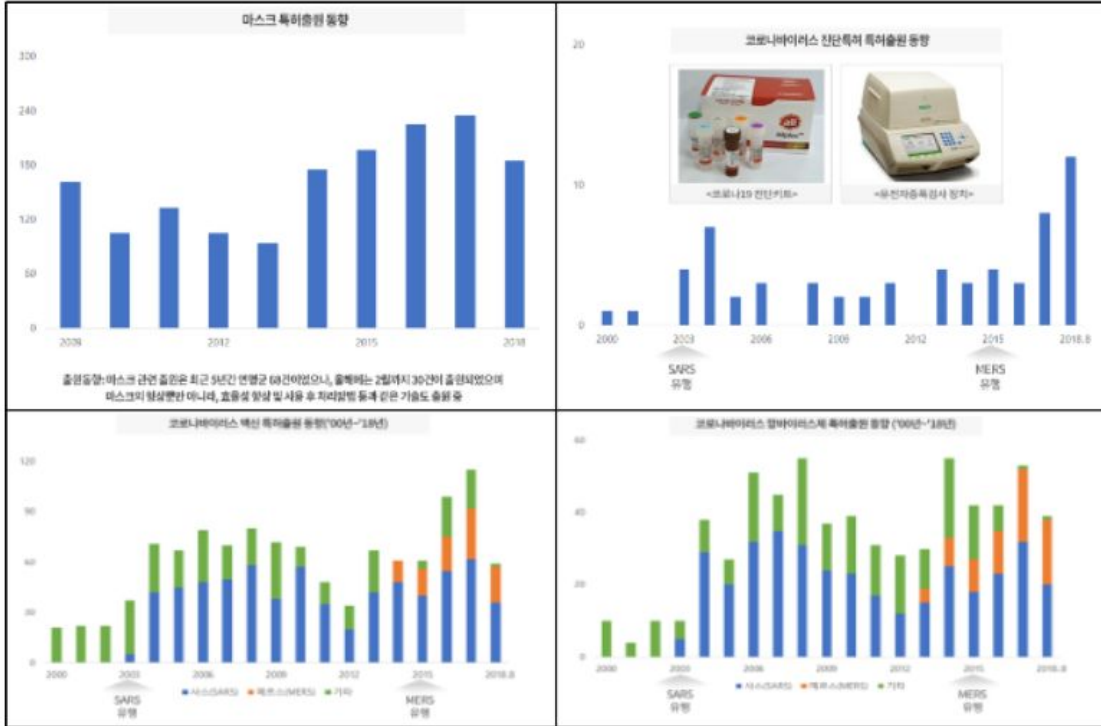 마스크 특허출원 동향
300
240
150
120
60
0
2009
2012
2015
2018
출원동향: 마스크 관련 출원은 최근 5년간 연평균 68건이었으나, 올해에는 2월까지 30건이 출원되었으며
마스크의 형상뿐만 아니라, 효율성 향상 및 사용 후 처리방법 등과 같은 기술도 출원 중
코로나바이러스 진단특허 특허출원 동향
20
10
0
<코로나19 진단키트>
<유전자증폭검사 장치>
2000
2003
2006
2009
2012
2015
2018.8
SARS
유행
MERS
유행
코로나바이러스 백신 특허출원 동향('00년~'18년)
120
90
60
30
0
2000
2003
2006
2009
2012
2015
2018.8
사스(SARS)
메르스(MERS)
기타
SARS
유행
MERS
유행
코로나바이러스 항바이러스제 특허출원 동향 ('00년~'18년)
60
40
20
0
2000
2003
2006
2009
2012
2015
2018.8
사스(SARS)
메르스(MERS)
기타
SARS
유행
MERS
유행